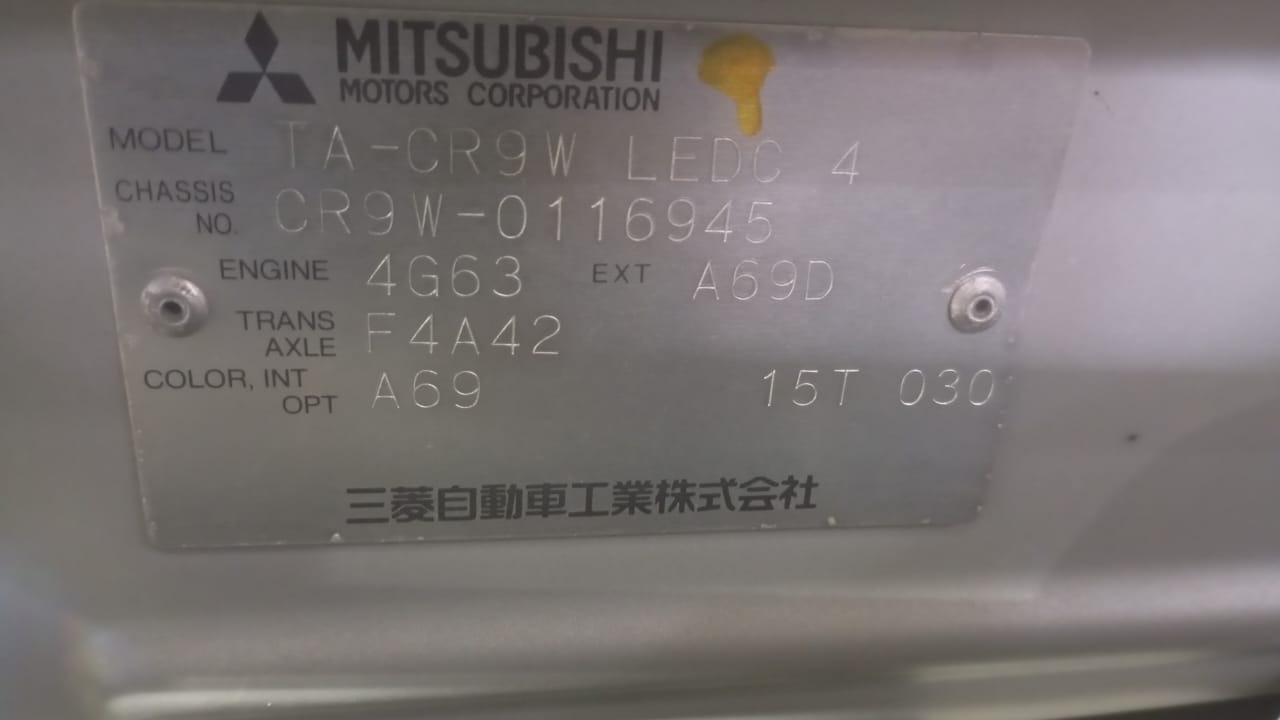 MITSUBISHI
MOTORS CORPORATION
MODEL TA-CR9W LEDC 4
CHASSIS NO. CR9W-0116945
ENGINE 4G63 EXT A69D
TRANS AXLE F4A42
COLOR, INT OPT A69 15T 030
三菱自動車工業株式会社